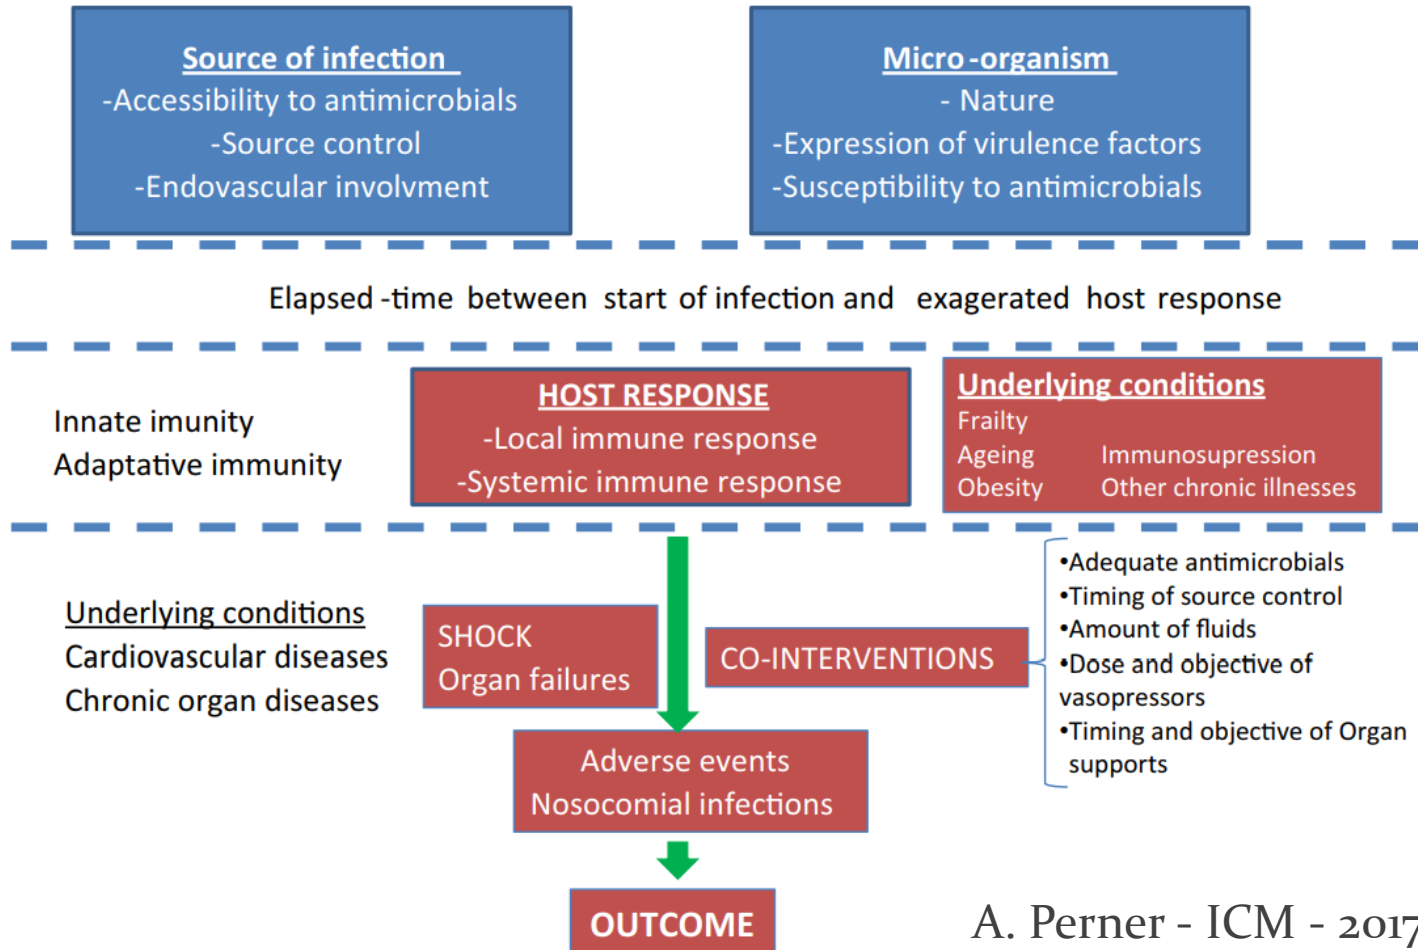 Source of infection
-Accessibility to antimicrobials
-Source control
-Endovascular involvment
Micro-organism
- Nature
-Expression of virulence factors
-Susceptibility to antimicrobials
Elapsed-time between start of infection and exagerated host response
Innate imunity
Adaptative immunity
HOST RESPONSE
-Local immune response
-Systemic immune response
Underlying conditions
Frailty
Ageing Immunosupression
Obesity Other chronic illnesses
Underlying conditions
Cardiovascular diseases
Chronic organ diseases
SHOCK
Organ failures
CO-INTERVENTIONS
•Adequate antimicrobials
•Timing of source control
•Amount of fluids
•Dose and objective of
vasopressors
•Timing and objective of Organ
supports
Adverse events
Nosocomial infections
OUTCOME
A. Perner - ICM - 2017